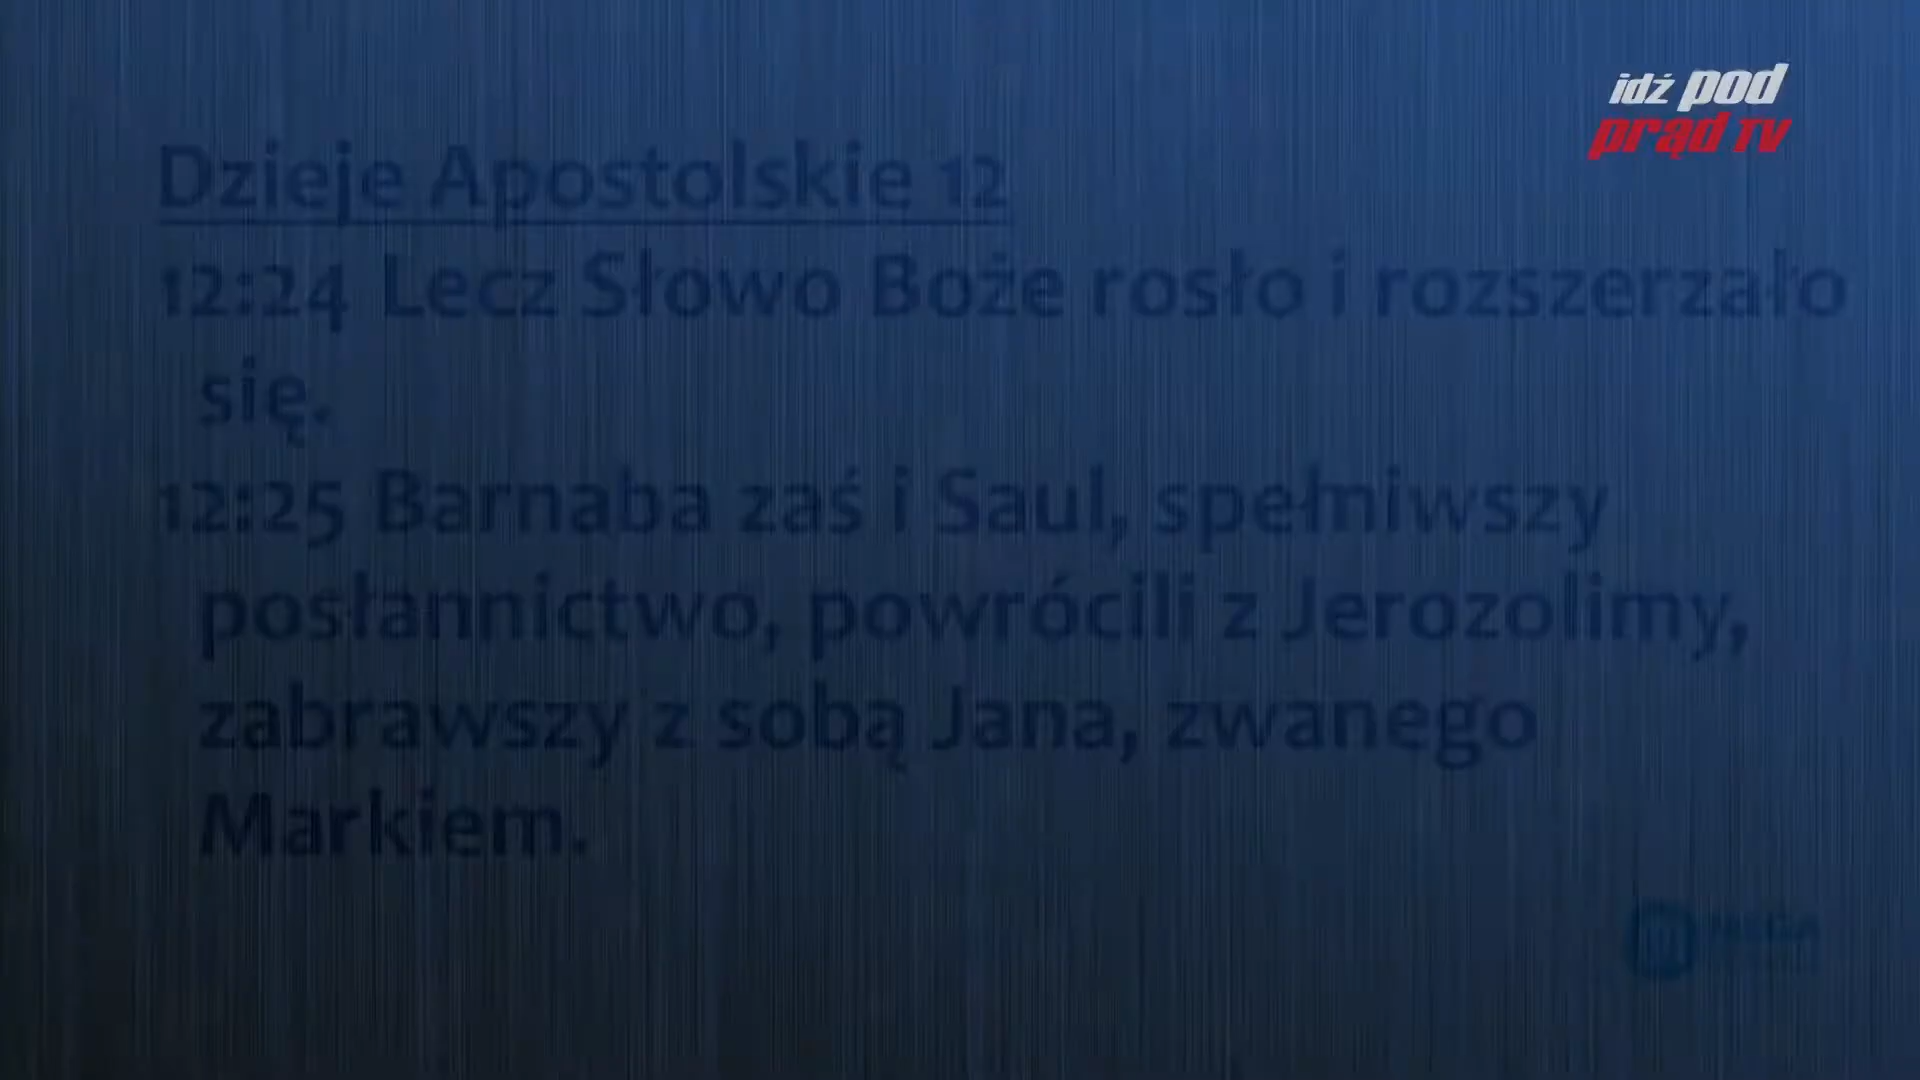 idź pod
prąd TV
Dzieje Apostolskie 12
12:24 Lecz Słowo Boże rosło i rozszerzało
się.
12:25 Barnaba zaś i Saul, spełniwszy
posłannictwo, powrócili z Jerozolimy,
zabrawszy z sobą Jana, zwanego
Markiem.